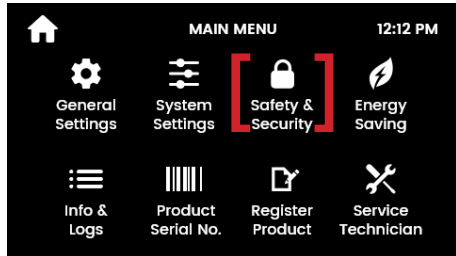 MAIN MENU
12:12 PM
General
Settings
System
Settings
Safety &
Security
Energy
Saving
Info &
Logs
Product
Serial No.
Register
Product
Service
Technician